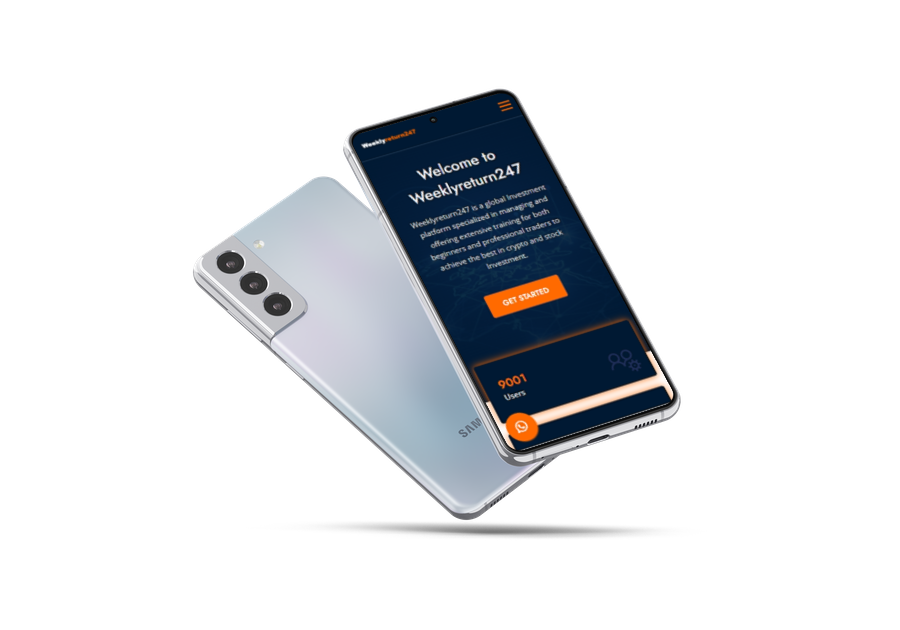 Weeklyreturn247
Welcome to
Weeklyreturn247
Weeklyreturn247 is a global Investment
platform specialized in managing and
offering extensive training for both
beginners and professional traders to
achieve the best in crypto and stock
Investment.
GET STARTED
9001
Users
SAM